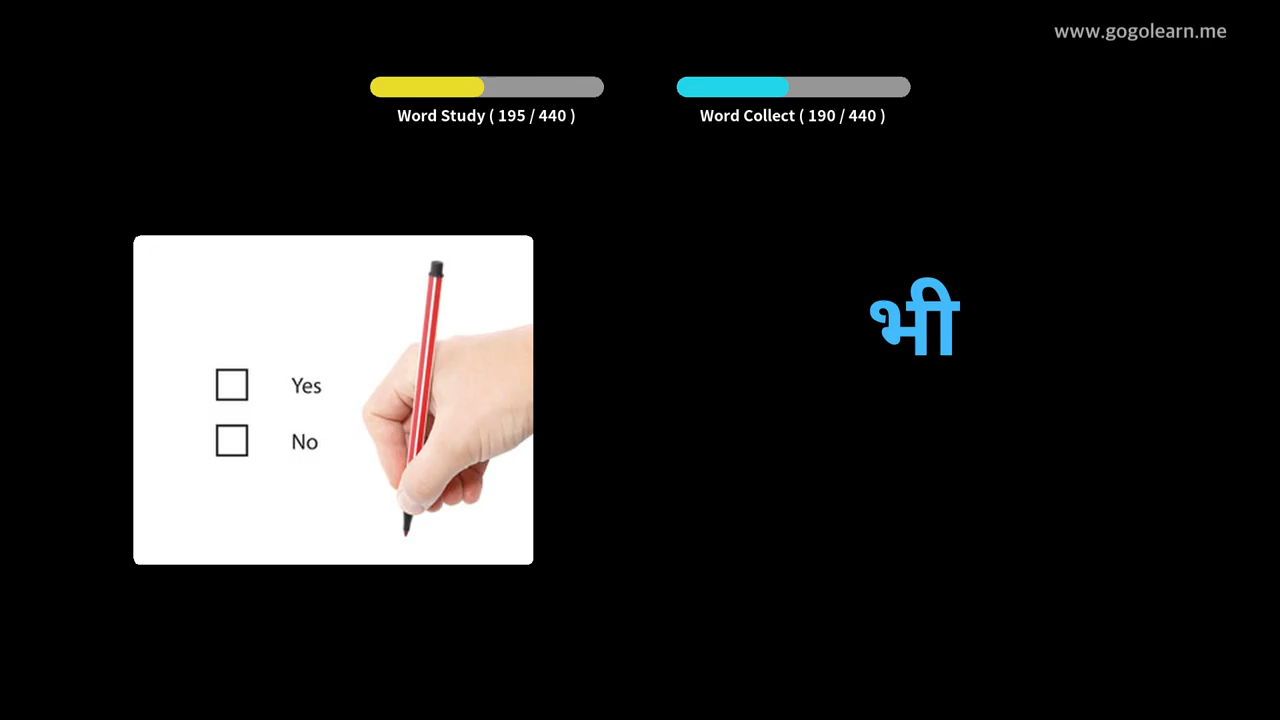 www.gogolearn.me
Word Study ( 195 / 440 )
Word Collect ( 190 / 440 )
भी
Yes
No